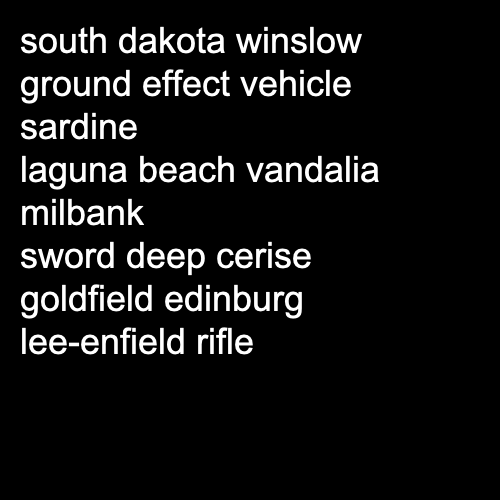 south dakota winslow
ground effect vehicle
sardine
laguna beach vandalia
milbank
sword deep cerise
goldfield edinburg
lee-enfield rifle